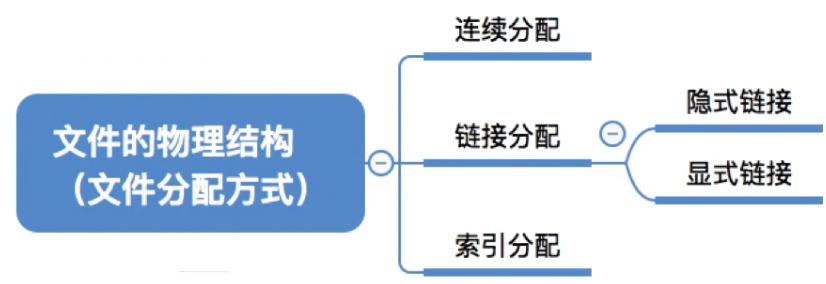 连续分配
隐式链接
文件的物理结构
链接分配
（文件分配方式）
显式链接
索引分配